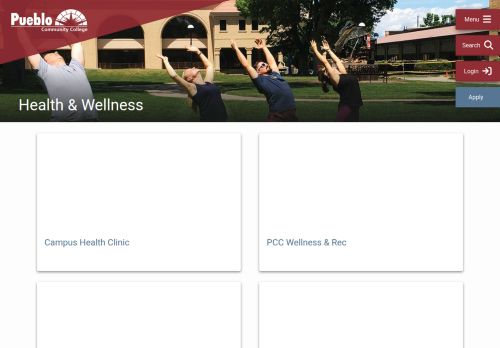 Pueblo
Community College
Menu
Search
Login
Apply
Health & Wellness
Campus Health Clinic
PCC Wellness & Rec